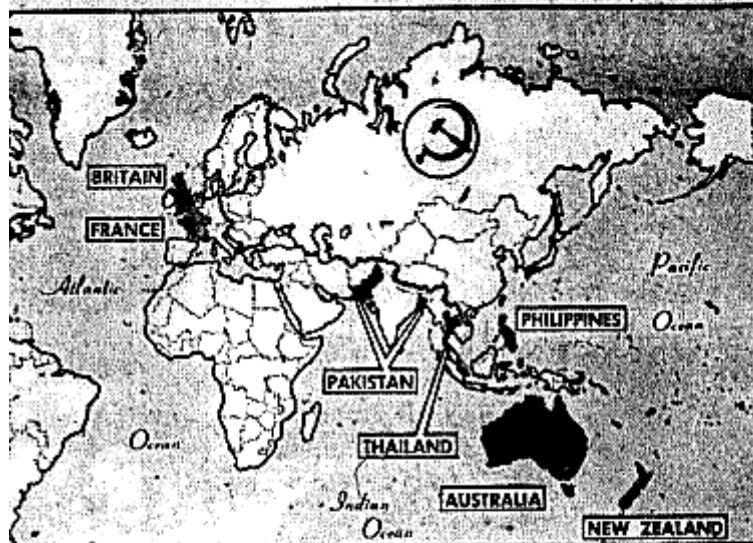 BRITAIN
FRANCE
Atlantic
Pacific
Ocean
PHILIPPINES
PAKISTAN
THAILAND
Ocean
Indian
Ocean
AUSTRALIA
NEW ZEALAND